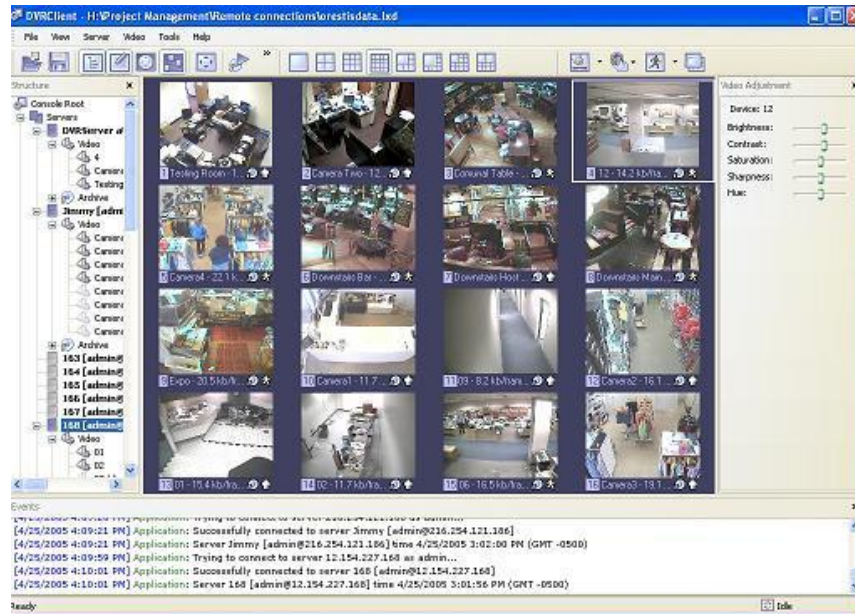 DVRClient - H:\Project Management\Remote connections\orestisdata.lxd
File View Server Video Tools Help
Structure
Video Adjustment
Console Root
Servers
DVRServer a
Video
4
Camera
Testing
Archive
Jimmy [admi
Video
Camera
Camera
Camera
Camera
Camera
Camera
Camera
Archive
163 [admin@
164 [admin@
165 [admin@
166 [admin@
167 [admin@
168 [admin@
Video
01
02
Device: 12
Brightness:
Contrast:
Saturation:
Sharpness:
Hue:
1 Testing Room - 1...
2 Camera Two - 12...
3 Comunal Table - ...
4 12 - 14.2 kb/fra...
5 Camera4 - 22.1 k...
6 Downstairs Bar - ...
7 Downstairs Host ...
8 Downstairs Main...
9 Expo - 20.5 kb/fr...
10 Camera1 - 11.7 ...
11 09 - 8.2 kb/fram...
12 Camera2 - 16.1...
13 01 - 15.4 kb/fra...
14 02 - 11.7 kb/fra...
15 06 - 16.5 kb/fra...
16 Camera3 - 19.1...
Events
[4/25/2005 4:09:21 PM] Application: Successfully connected to server Jimmy [admin@216.254.121.186]
[4/25/2005 4:09:21 PM] Application: Server Jimmy [admin@216.254.121.186] time 4/25/2005 3:02:00 PM (GMT -0500)
[4/25/2005 4:09:59 PM] Application: Trying to connect to server 12.154.227.168 as admin...
[4/25/2005 4:10:01 PM] Application: Successfully connected to server 168 [admin@12.154.227.168]
[4/25/2005 4:10:01 PM] Application: Server 168 [admin@12.154.227.168] time 4/25/2005 3:01:56 PM (GMT -0500)
Ready
Idle